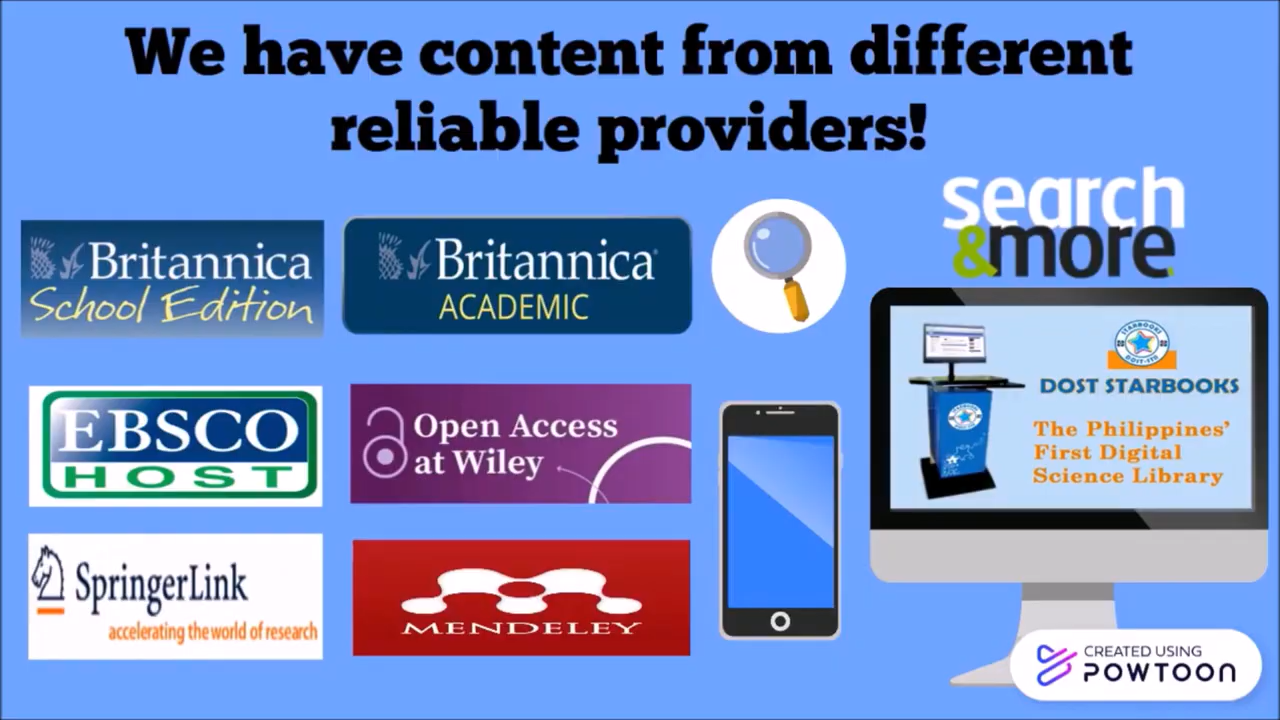 We have content from different
reliable providers!
search
&more
Britannica
School Edition
Britannica
ACADEMIC
EBSCO
HOST
Open Access
at Wiley
SpringerLink
accelerating the world of research
MENDELEY
DOST STARBOOKS
The Philippines'
First Digital
Science Library
CREATED USING
POWTOON